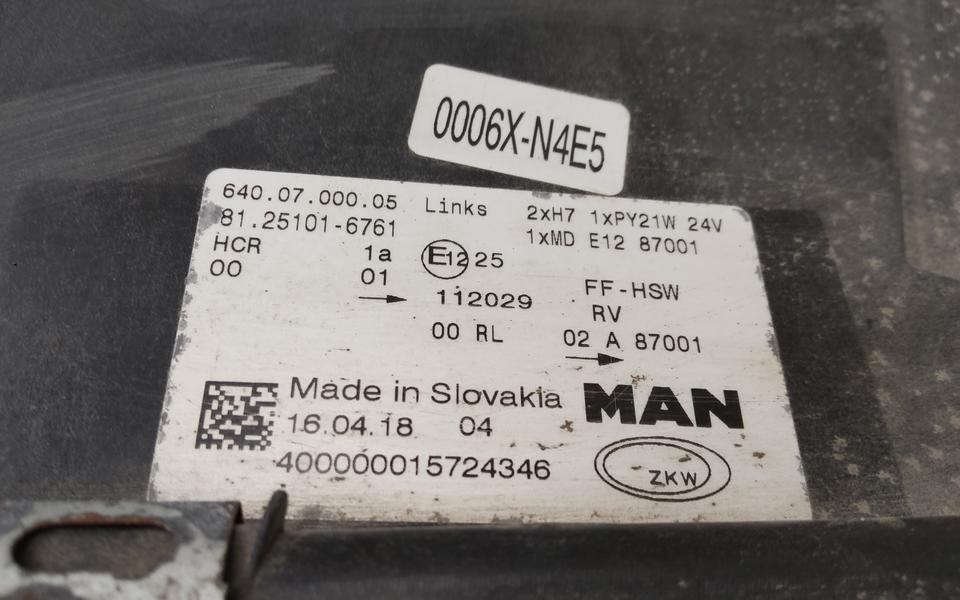 0006X-N4E5
640.07.000.05 Links 2xH7 1xPY21W 24V
81.25101-6761 1xMD E12 87001
HCR 1a E12 25
00 01 FF-HSW
112029 RV
00 RL 02 A 87001
Made in Slovakia MAN
16.04.18 04
400000015724346 ZKW